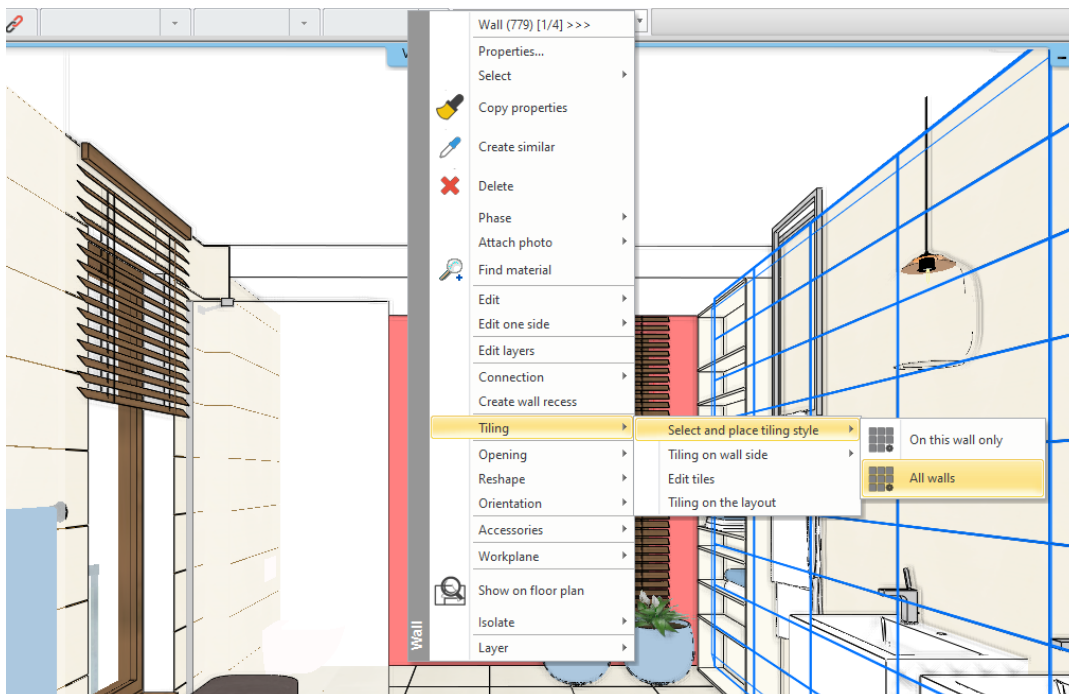 Wall (779) [1/4] >>>
Properties...
Select
Copy properties
Create similar
Delete
Phase
Attach photo
Find material
Edit
Edit one side
Edit layers
Connection
Create wall recess
Tiling
Opening
Reshape
Orientation
Accessories
Workplane
Show on floor plan
Isolate
Layer
Wall
Select and place tiling style
Tiling on wall side
Edit tiles
Tiling on the layout
On this wall only
All walls